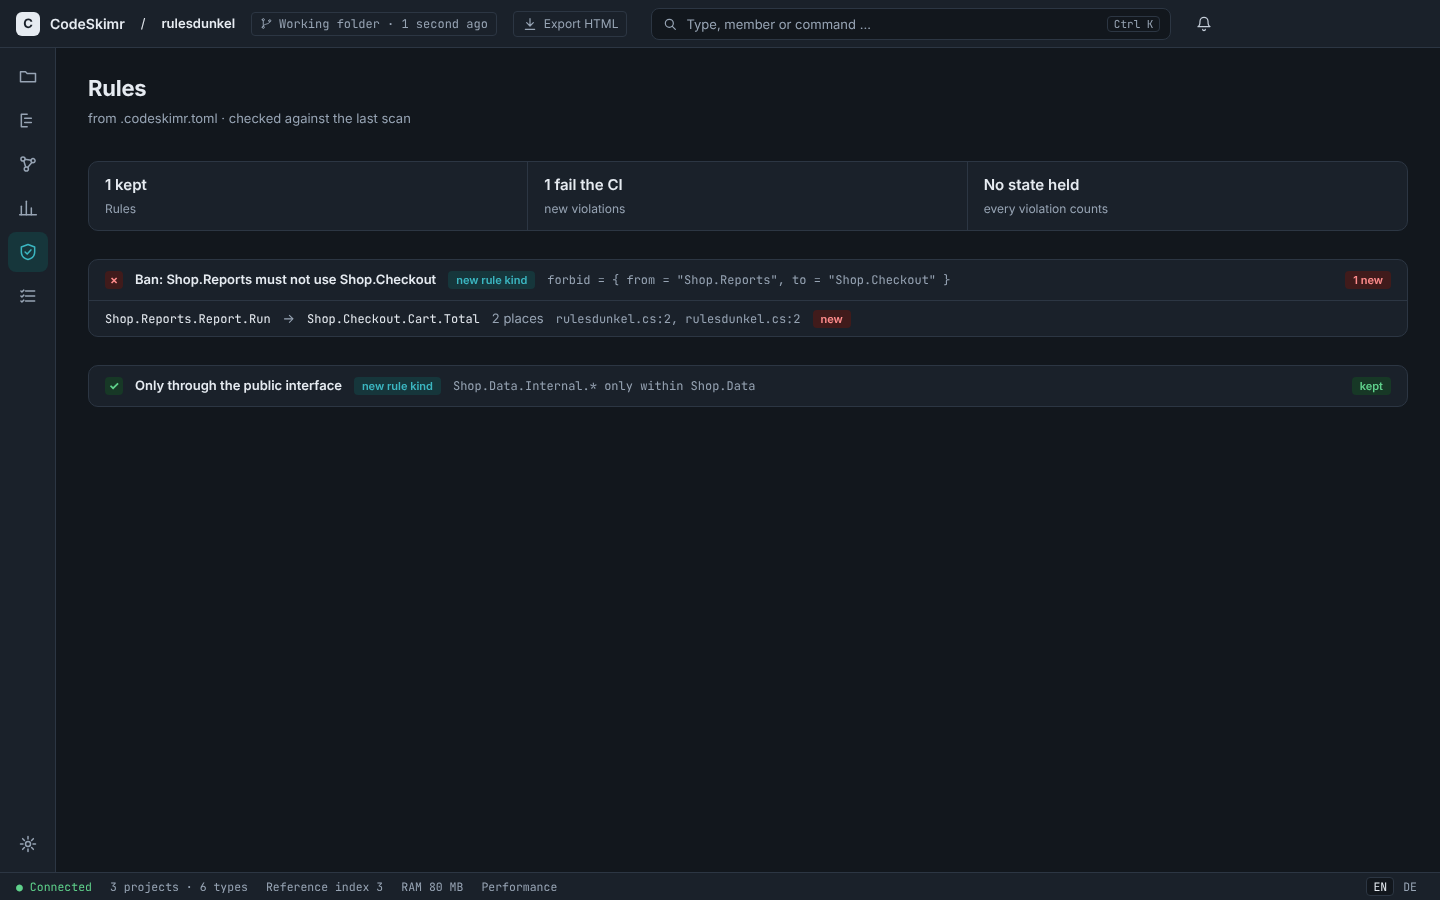 C CodeSkimr / rulesdunkel Working folder · 1 second ago Export HTML Type, member or command ... Ctrl K
Rules
from .codeskimr.toml · checked against the last scan
1 kept
Rules
1 fail the CI
new violations
No state held
every violation counts
Ban: Shop.Reports must not use Shop.Checkout new rule kind forbid = { from = "Shop.Reports", to = "Shop.Checkout" } 1 new
Shop.Reports.Report.Run → Shop.Checkout.Cart.Total 2 places rulesdunkel.cs:2, rulesdunkel.cs:2 new
Only through the public interface new rule kind Shop.Data.Internal.* only within Shop.Data kept
Connected 3 projects · 6 types Reference index 3 RAM 80 MB Performance EN DE